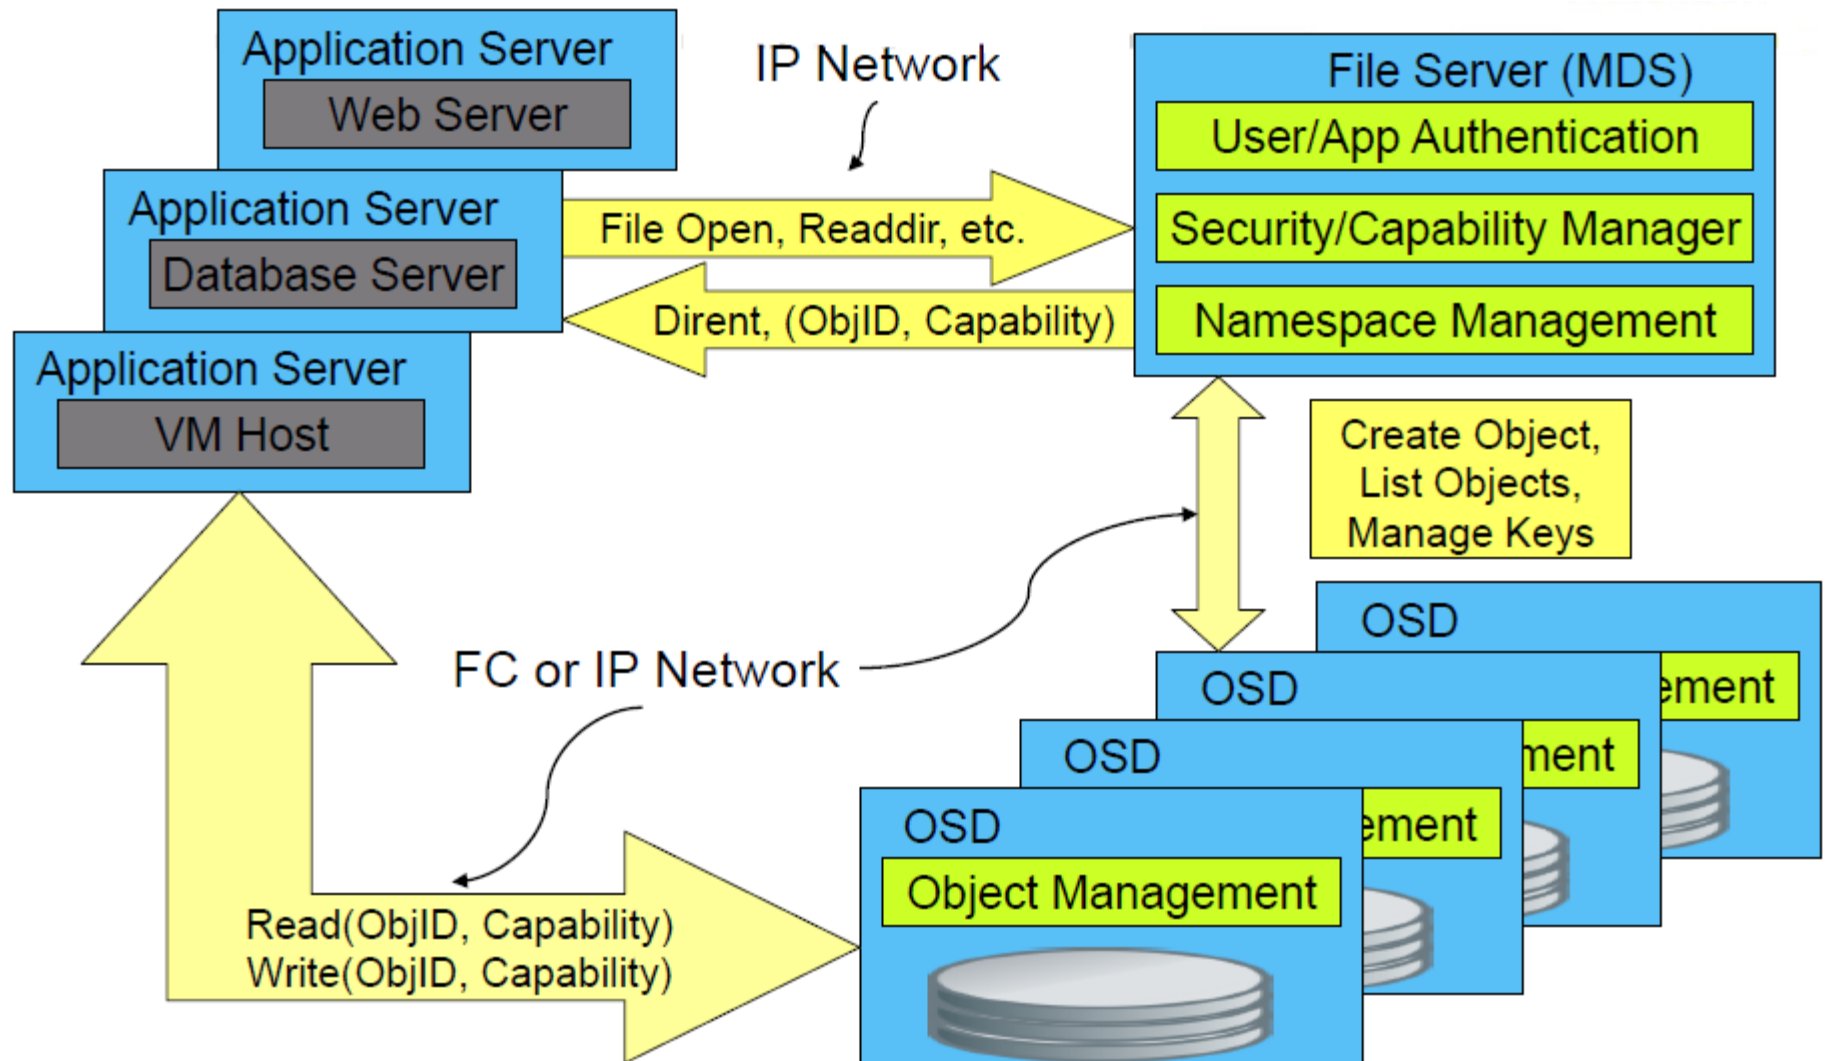 Application Server
Web Server
Application Server
Database Server
Application Server
VM Host
IP Network
File Open, Readdir, etc.
Dirent, (ObjID, Capability)
File Server (MDS)
User/App Authentication
Security/Capability Manager
Namespace Management
Create Object,
List Objects,
Manage Keys
FC or IP Network
Read(ObjID, Capability)
Write(ObjID, Capability)
OSD
ement
OSD
ment
OSD
ement
OSD
Object Management